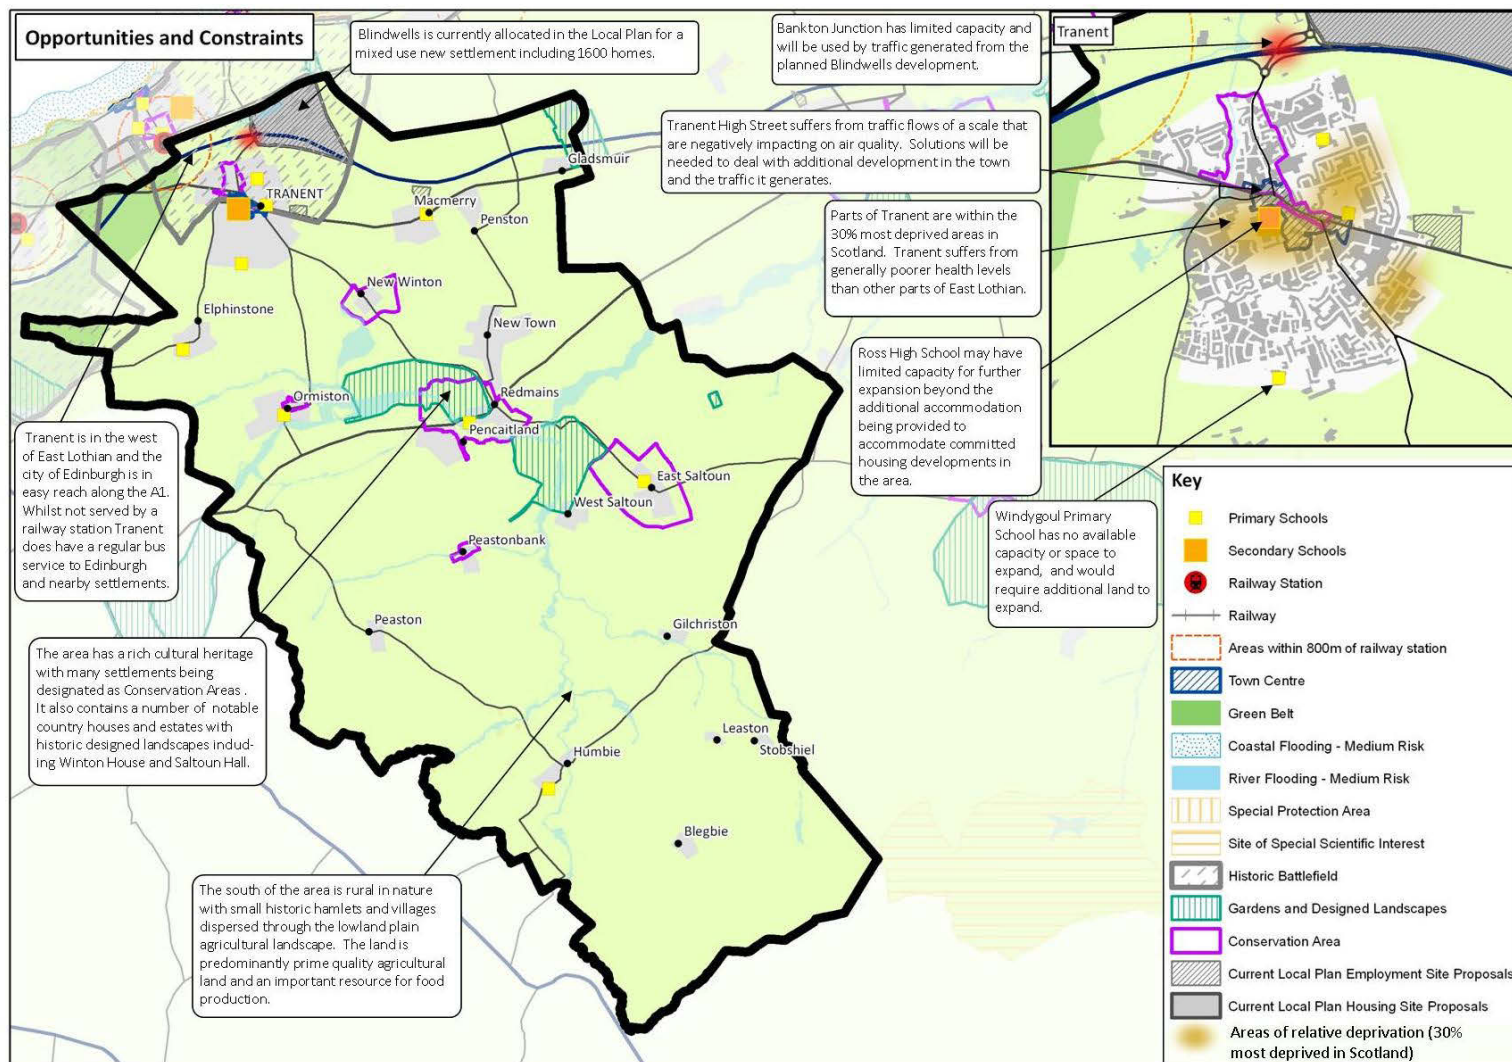 Opportunities and Constraints
Blindwells is currently allocated in the Local Plan for a
mixed use new settlement including 1600 homes.
Bankton Junction has limited capacity and
will be used by traffic generated from the
planned Blindwells development.
Tranent
Tranent High Street suffers from traffic flows of a scale that
are negatively impacting on air quality. Solutions will be
needed to deal with additional development in the town
and the traffic it generates.
Parts of Tranent are within the
30% most deprived areas in
Scotland. Tranent suffers from
generally poorer health levels
than other parts of East Lothian.
Ross High School may have
limited capacity for further
expansion beyond the
additional accommodation
being provided to
accommodate committed
housing developments in
the area.
Windygoul Primary
School has no available
capacity or space to
expand, and would
require additional land to
expand.
Gladsmuir
TRANENT
Macmerry
Penston
New Winton
Elphinstone
New Town
Ormiston
Redmains
Pencaitland
East Saltoun
West Saltoun
Peastonbank
Peaston
Gilchriston
Leaston
Stobshiel
Humbie
Blegbie
Tranent is in the west
of East Lothian and the
city of Edinburgh is in
easy reach along the A1.
Whilst not served by a
railway station Tranent
does have a regular bus
service to Edinburgh
and nearby settlements.
The area has a rich cultural heritage
with many settlements being
designated as Conservation Areas .
It also contains a number of notable
country houses and estates with
historic designed landscapes includ-
ing Winton House and Saltoun Hall.
The south of the area is rural in nature
with small historic hamlets and villages
dispersed through the lowland plain
agricultural landscape. The land is
predominantly prime quality agricultural
land and an important resource for food
production.
Key
Primary Schools
Secondary Schools
Railway Station
Railway
Areas within 800m of railway station
Town Centre
Green Belt
Coastal Flooding - Medium Risk
River Flooding - Medium Risk
Special Protection Area
Site of Special Scientific Interest
Historic Battlefield
Gardens and Designed Landscapes
Conservation Area
Current Local Plan Employment Site Proposals
Current Local Plan Housing Site Proposals
Areas of relative deprivation (30%
most deprived in Scotland)